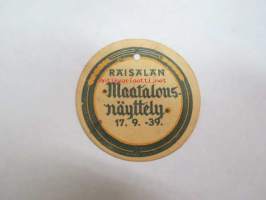 RÄISÄLÄN
Maatalous-
näyttely
17. 9. -39.